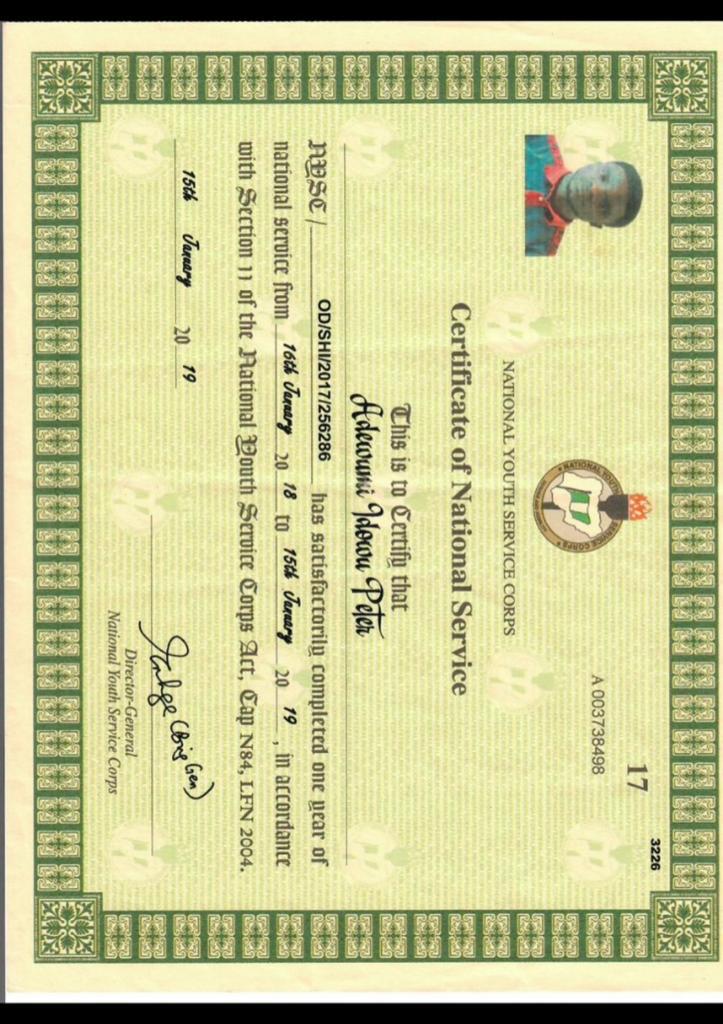 3226
17
A 003738498
NATIONAL YOUTH SERVICE CORPS
NATIONAL YOUTH SERVICE CORPS
Certificate of National Service
This is to Certify that
Adewumi Idowu Peter
NYSC / OD/SHI/2017/256286 has satisfactorily completed one year of
national service from 16th January 20 18 to 15th January 20 19, in accordance
with Section 11 of the National Youth Service Corps Act, Cap N84, LFN 2004.
15th January 20 19
(Brig Gen)
Director-General
National Youth Service Corps